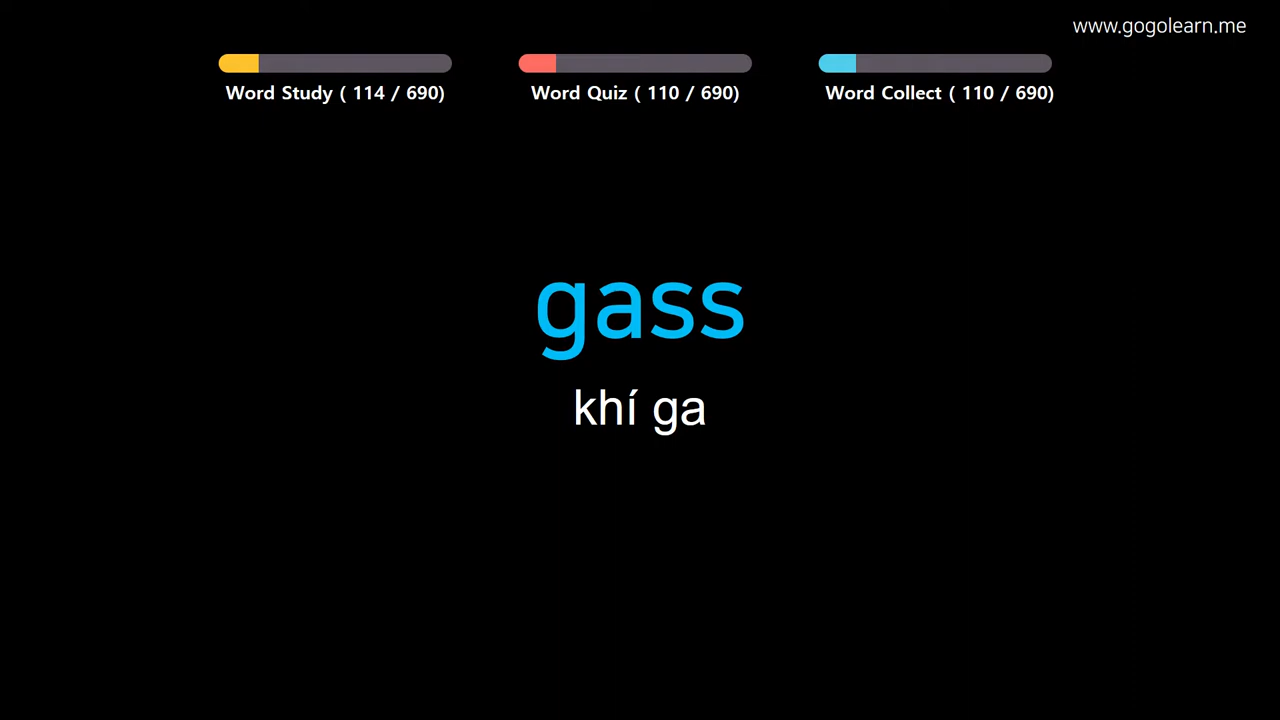 www.gogolearn.me
Word Study ( 114 / 690)
Word Quiz ( 110 / 690)
Word Collect ( 110 / 690)
gass
khí ga